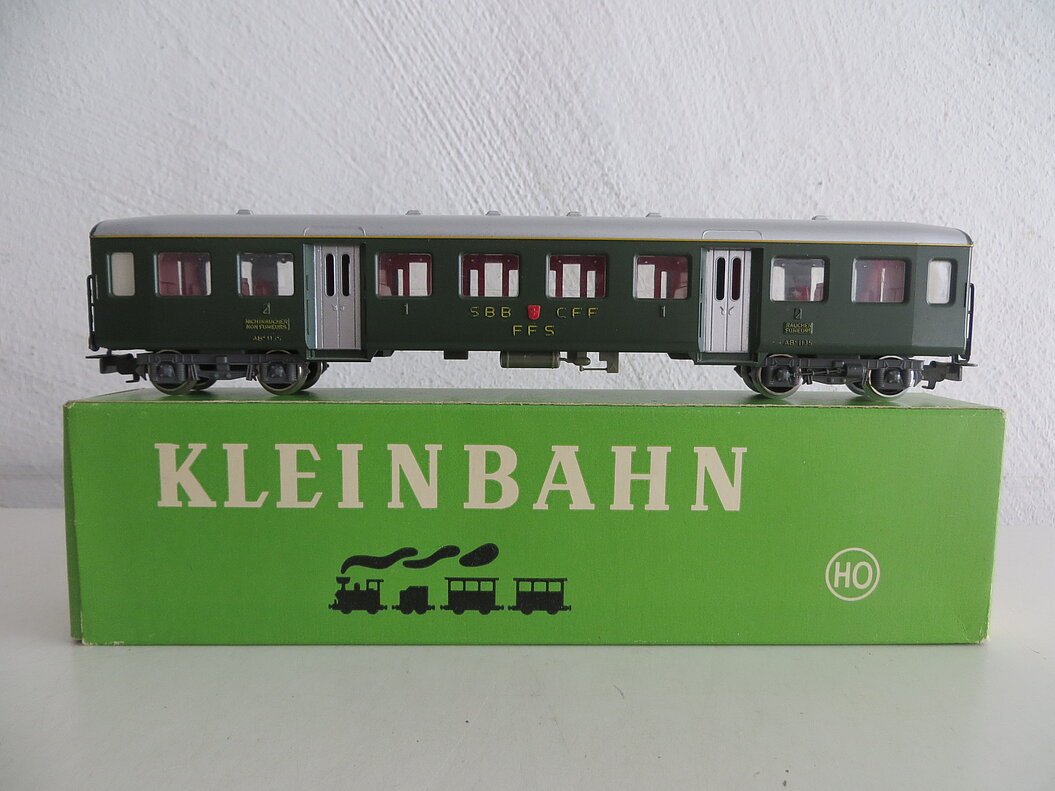 1
SBB CFF
FFS
1
2
NICHTRAUCHER
NON FUMEURS
2
RAUCHER
FUMEURS
KLEINBAHN
HO